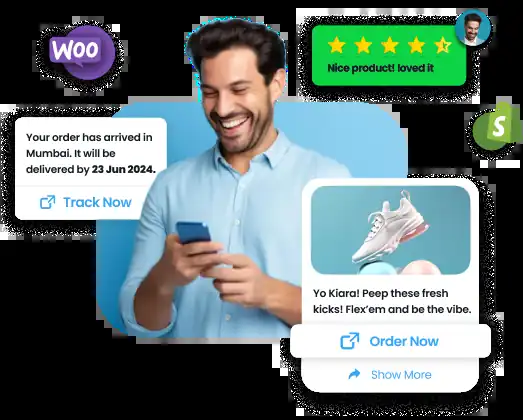 WOO
Nice product! loved it
Your order has arrived in
Mumbai. It will be
delivered by 23 Jun 2024.
Track Now
S
Yo Kiara! Peep these fresh
kicks! Flex'em and be the vibe.
Order Now
Show More